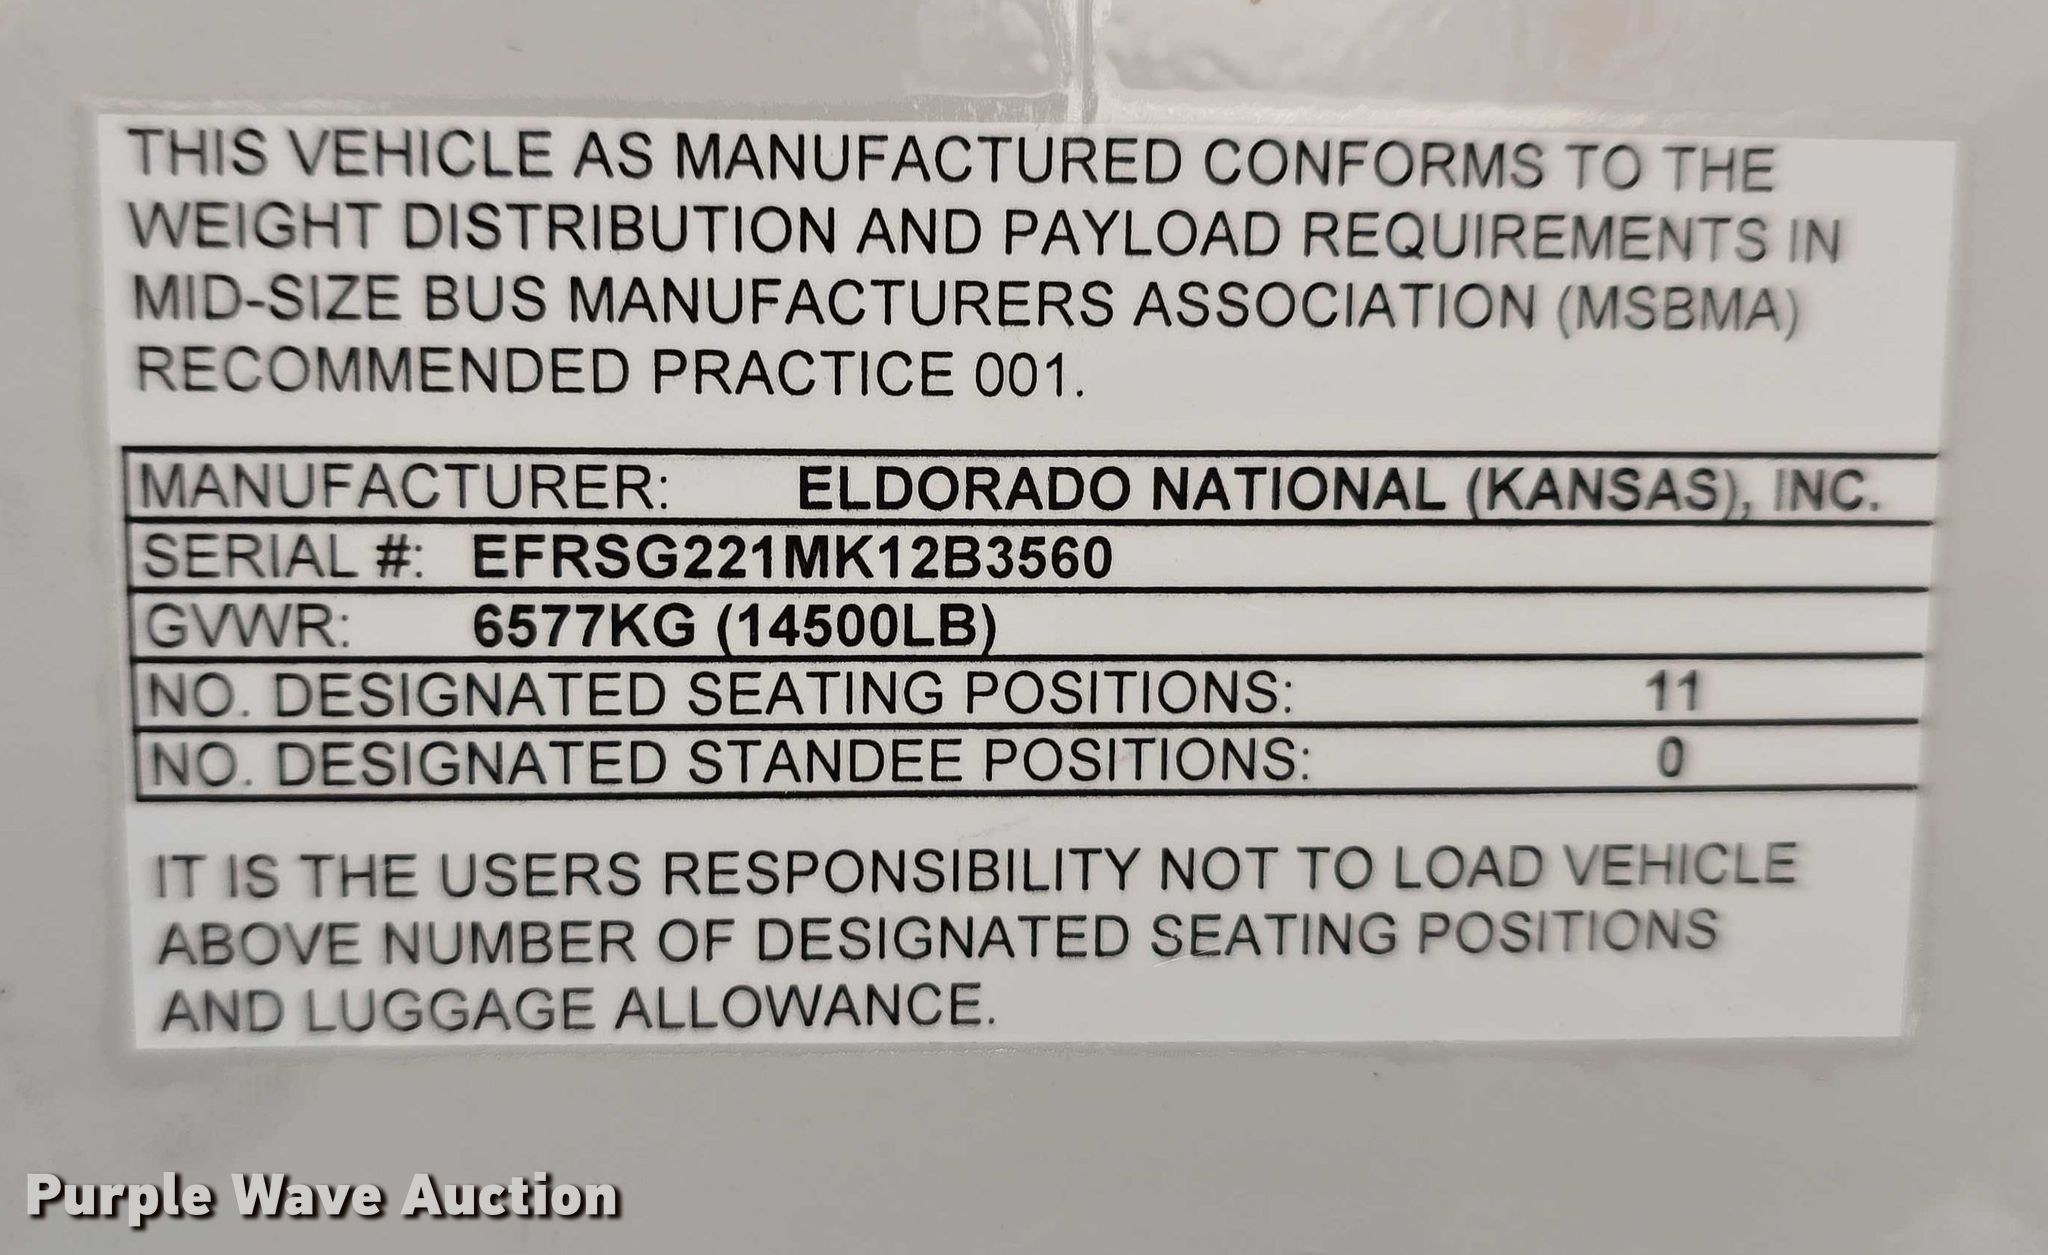 THIS VEHICLE AS MANUFACTURED CONFORMS TO THE
WEIGHT DISTRIBUTION AND PAYLOAD REQUIREMENTS IN
MID-SIZE BUS MANUFACTURERS ASSOCIATION (MSBMA)
RECOMMENDED PRACTICE 001.
MANUFACTURER: ELDORADO NATIONAL (KANSAS), INC.
SERIAL #: EFRSG221MK12B3560
GVWR: 6577KG (14500LB)
NO. DESIGNATED SEATING POSITIONS: 11
NO. DESIGNATED STANDEE POSITIONS: 0
IT IS THE USERS RESPONSIBILITY NOT TO LOAD VEHICLE
ABOVE NUMBER OF DESIGNATED SEATING POSITIONS
AND LUGGAGE ALLOWANCE.
Purple Wave Auction